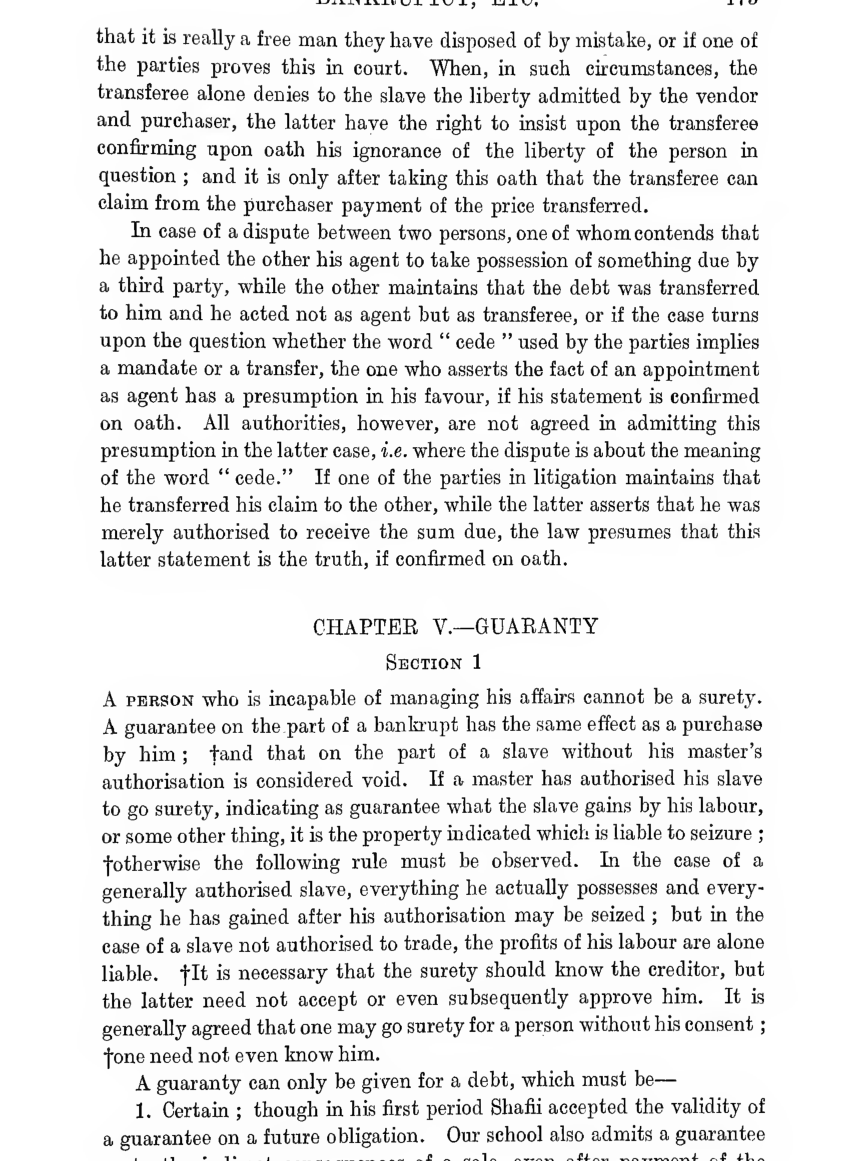 BANKRUPTCY, ETC. 175
that it is really a free man they have disposed of by mistake, or if one of
the parties proves this in court. When, in such circumstances, the
transferee alone denies to the slave the liberty admitted by the vendor
and purchaser, the latter have the right to insist upon the transferee
confirming upon oath his ignorance of the liberty of the person in
question ; and it is only after taking this oath that the transferee can
claim from the purchaser payment of the price transferred.
In case of a dispute between two persons, one of whom contends that
he appointed the other his agent to take possession of something due by
a third party, while the other maintains that the debt was transferred
to him and he acted not as agent but as transferee, or if the case turns
upon the question whether the word “ cede ” used by the parties implies
a mandate or a transfer, the one who asserts the fact of an appointment
as agent has a presumption in his favour, if his statement is confirmed
on oath. All authorities, however, are not agreed in admitting this
presumption in the latter case, i.e. where the dispute is about the meaning
of the word “ cede.” If one of the parties in litigation maintains that
he transferred his claim to the other, while the latter asserts that he was
merely authorised to receive the sum due, the law presumes that this
latter statement is the truth, if confirmed on oath.
CHAPTER V.—GUARANTY
SECTION 1
A PERSON who is incapable of managing his affairs cannot be a surety.
A guarantee on the part of a bankrupt has the same effect as a purchase
by him ; †and that on the part of a slave without his master’s
authorisation is considered void. If a master has authorised his slave
to go surety, indicating as guarantee what the slave gains by his labour,
or some other thing, it is the property indicated which is liable to seizure ;
†otherwise the following rule must be observed. In the case of a
generally authorised slave, everything he actually possesses and every-
thing he has gained after his authorisation may be seized ; but in the
case of a slave not authorised to trade, the profits of his labour are alone
liable. †It is necessary that the surety should know the creditor, but
the latter need not accept or even subsequently approve him. It is
generally agreed that one may go surety for a person without his consent ;
†one need not even know him.
A guaranty can only be given for a debt, which must be—
1. Certain ; though in his first period Shafii accepted the validity of
a guarantee on a future obligation. Our school also admits a guarantee